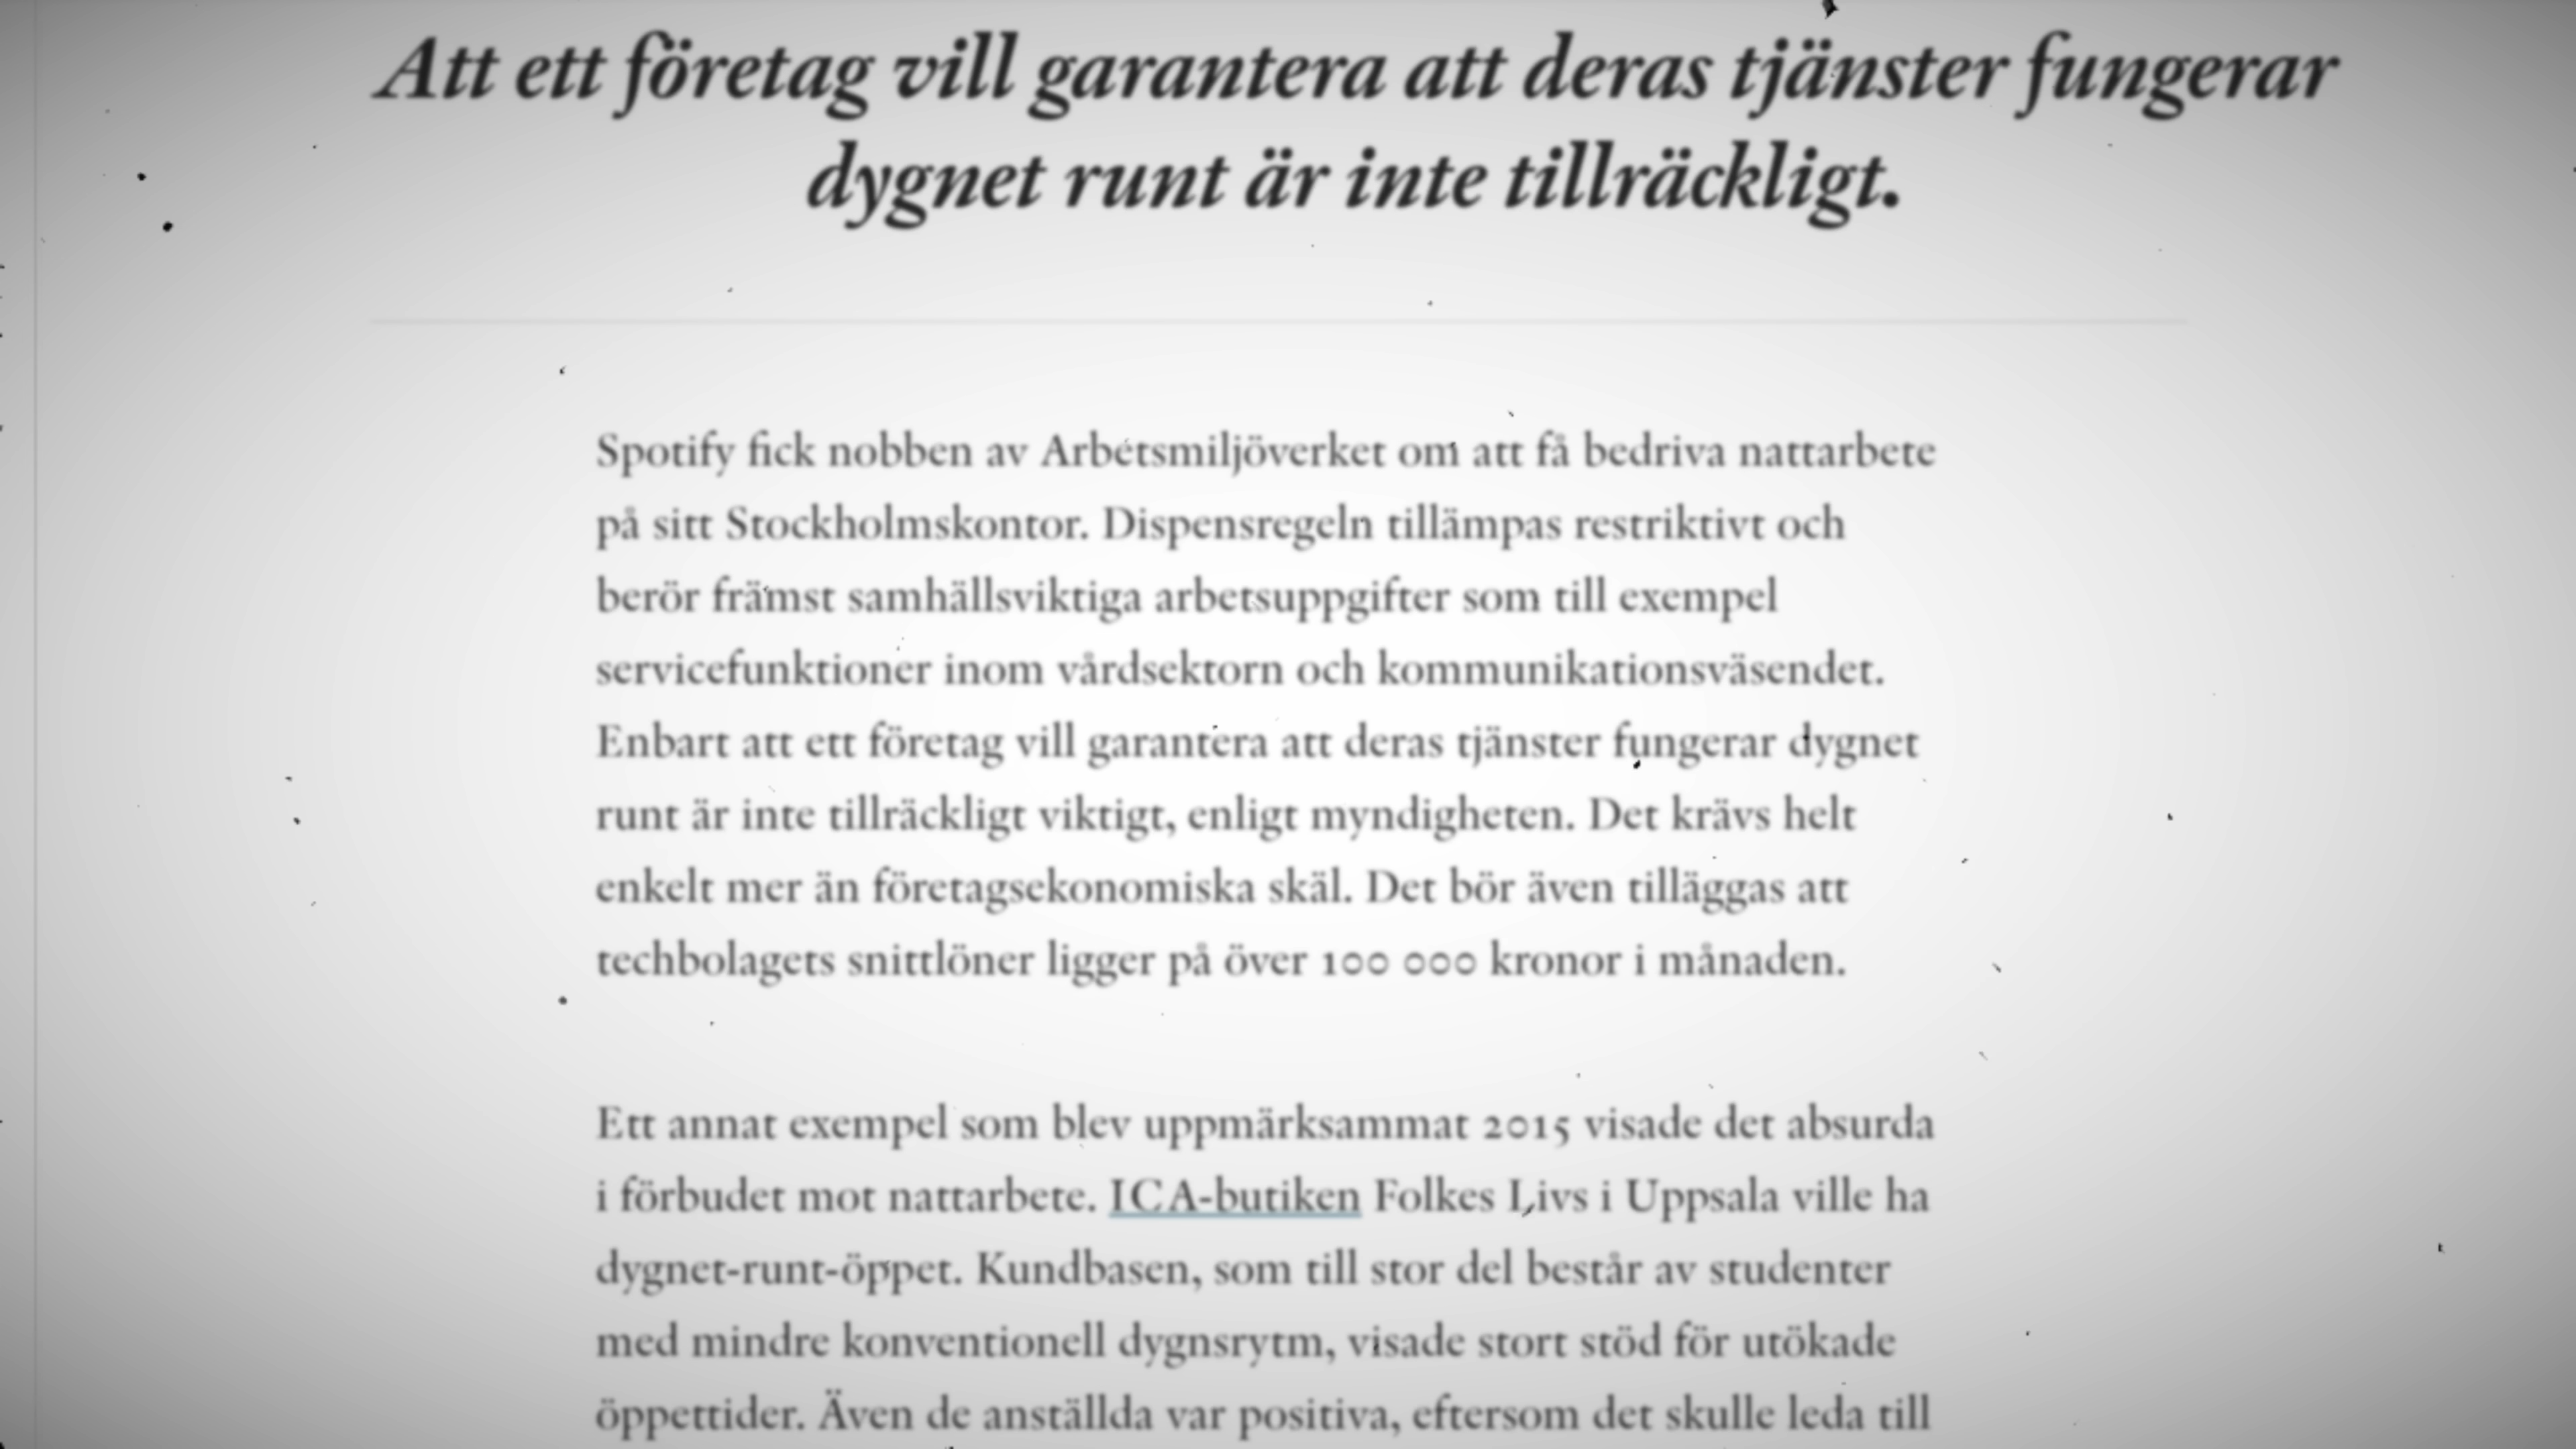 Att ett företag vill garantera att deras tjänster fungerar
dygnet runt är inte tillräckligt.
Spotify fick nobben av Arbetsmiljöverket om att få bedriva nattarbete
på sitt Stockholmskontor. Dispensregeln tillämpas restriktivt och
berör främst samhällsviktiga arbetsuppgifter som till exempel
servicefunktioner inom vårdsektorn och kommunikationsväsendet.
Enbart att ett företag vill garantera att deras tjänster fungerar dygnet
runt är inte tillräckligt viktigt, enligt myndigheten. Det krävs helt
enkelt mer än företagsekonomiska skäl. Det bör även tilläggas att
techbolagets snittlöner ligger på över 100 000 kronor i månaden.
Ett annat exempel som blev uppmärksammat 2015 visade det absurda
i förbudet mot nattarbete. ICA-butiken Folkes Livs i Uppsala ville ha
dygnet-runt-öppet. Kundbasen, som till stor del består av studenter
med mindre konventionell dygnsrytm, visade stort stöd för utökade
öppettider. Även de anställda var positiva, eftersom det skulle leda till